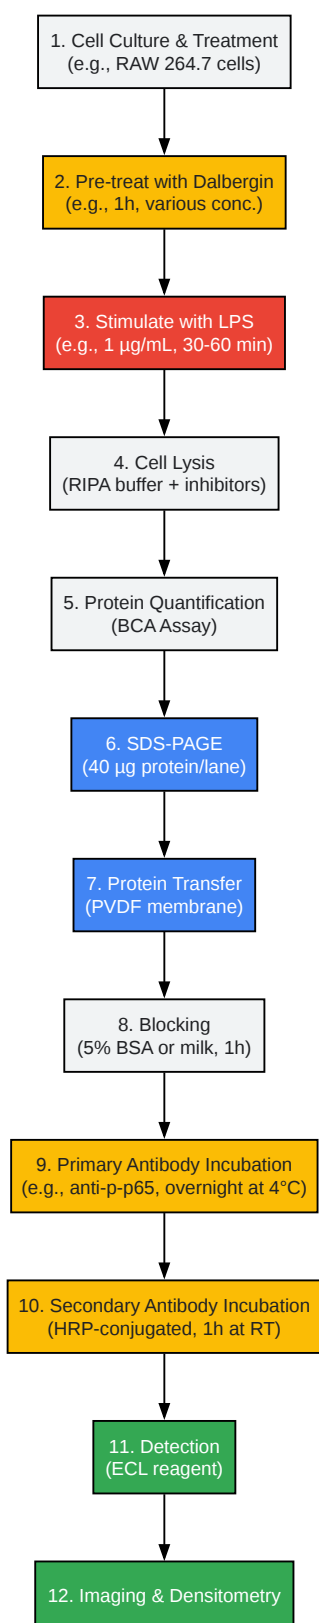 1. Cell Culture & Treatment
(e.g., RAW 264.7 cells)
2. Pre-treat with Dalbergin
(e.g., 1h, various conc.)
3. Stimulate with LPS
(e.g., 1 µg/mL, 30-60 min)
4. Cell Lysis
(RIPA buffer + inhibitors)
5. Protein Quantification
(BCA Assay)
6. SDS-PAGE
(40 µg protein/lane)
7. Protein Transfer
(PVDF membrane)
8. Blocking
(5% BSA or milk, 1h)
9. Primary Antibody Incubation
(e.g., anti-p-p65, overnight at 4°C)
10. Secondary Antibody Incubation
(HRP-conjugated, 1h at RT)
11. Detection
(ECL reagent)
12. Imaging & Densitometry